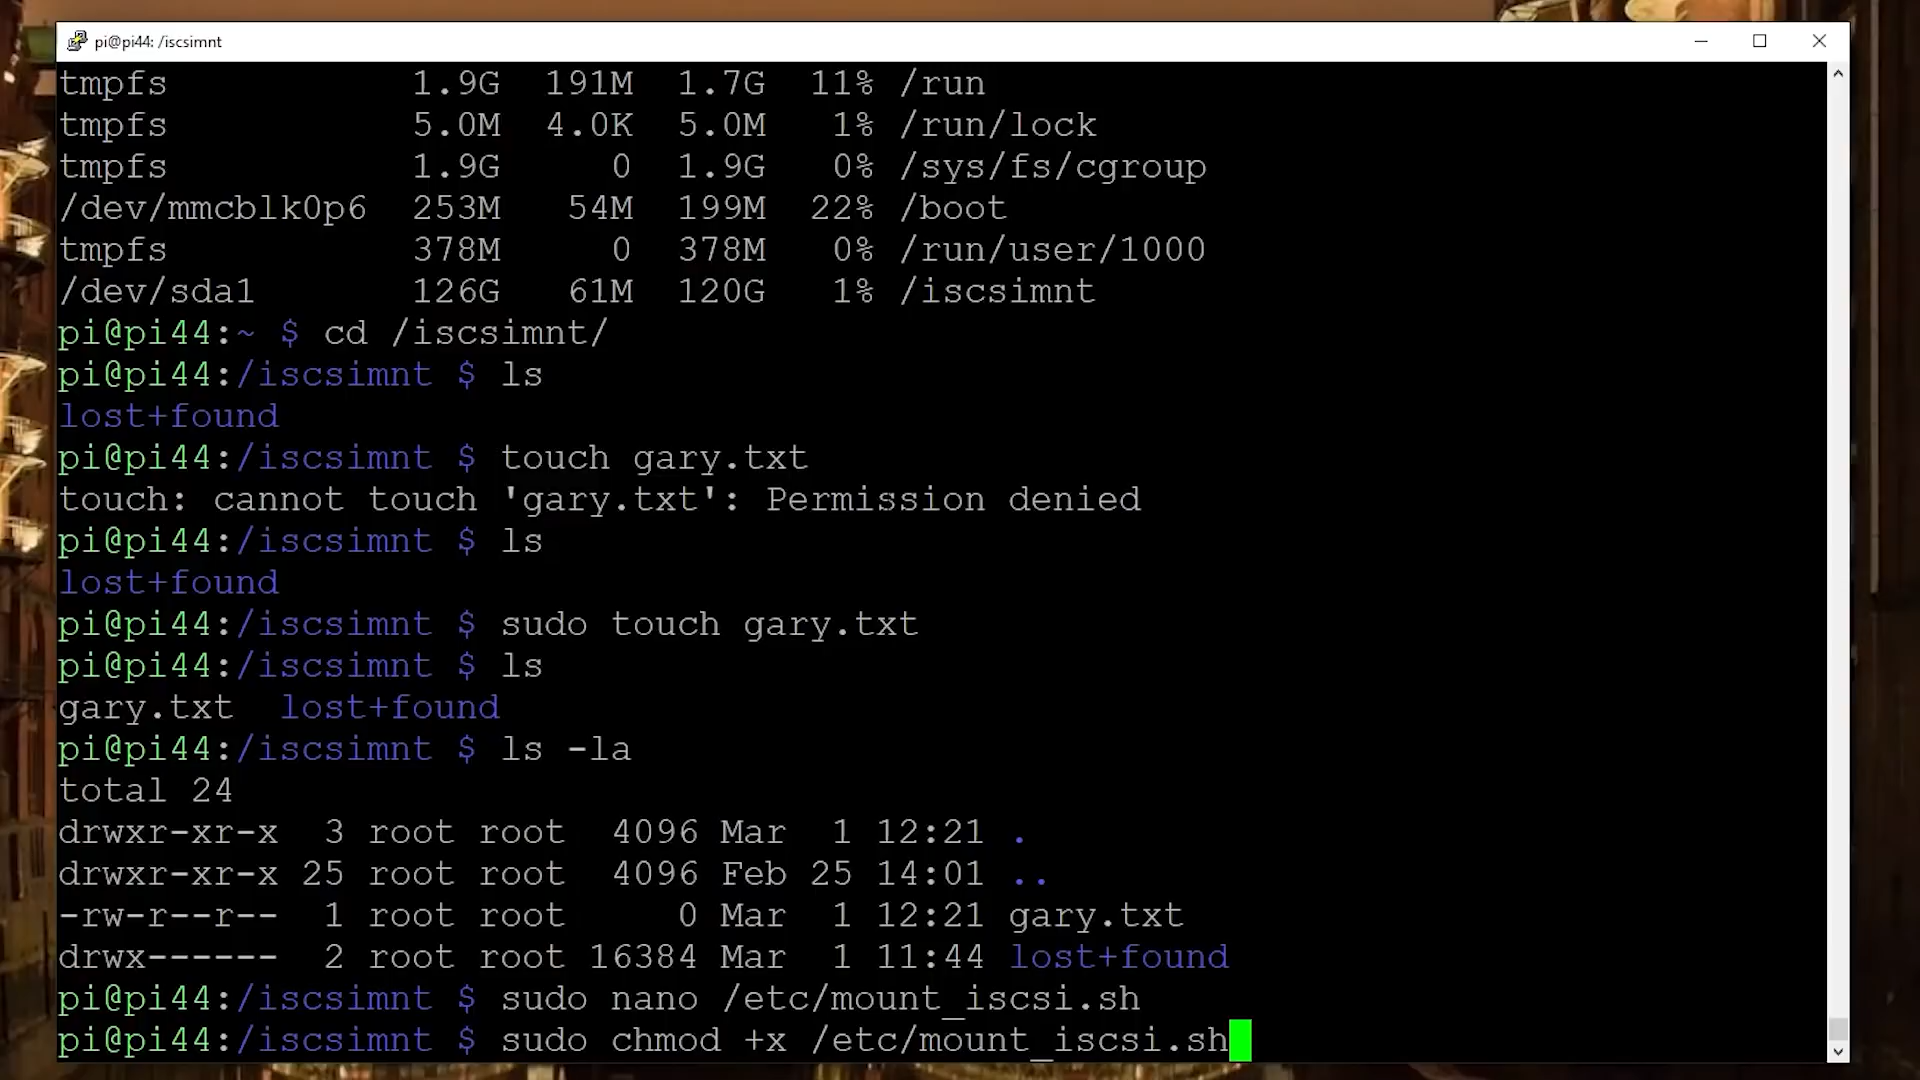 pi@pi44: /iscsimnt
tmpfs 1.9G 191M 1.7G 11% /run
tmpfs 5.0M 4.0K 5.0M 1% /run/lock
tmpfs 1.9G 0 1.9G 0% /sys/fs/cgroup
/dev/mmcblk0p6 253M 54M 199M 22% /boot
tmpfs 378M 0 378M 0% /run/user/1000
/dev/sda1 126G 61M 120G 1% /iscsimnt
pi@pi44:~ $ cd /iscsimnt/
pi@pi44:/iscsimnt $ ls
lost+found
pi@pi44:/iscsimnt $ touch gary.txt
touch: cannot touch 'gary.txt': Permission denied
pi@pi44:/iscsimnt $ ls
lost+found
pi@pi44:/iscsimnt $ sudo touch gary.txt
pi@pi44:/iscsimnt $ ls
gary.txt lost+found
pi@pi44:/iscsimnt $ ls -la
total 24
drwxr-xr-x 3 root root 4096 Mar 1 12:21 .
drwxr-xr-x 25 root root 4096 Feb 25 14:01 ..
-rw-r--r-- 1 root root 0 Mar 1 12:21 gary.txt
drwx------ 2 root root 16384 Mar 1 11:44 lost+found
pi@pi44:/iscsimnt $ sudo nano /etc/mount_iscsi.sh
pi@pi44:/iscsimnt $ sudo chmod +x /etc/mount_iscsi.sh